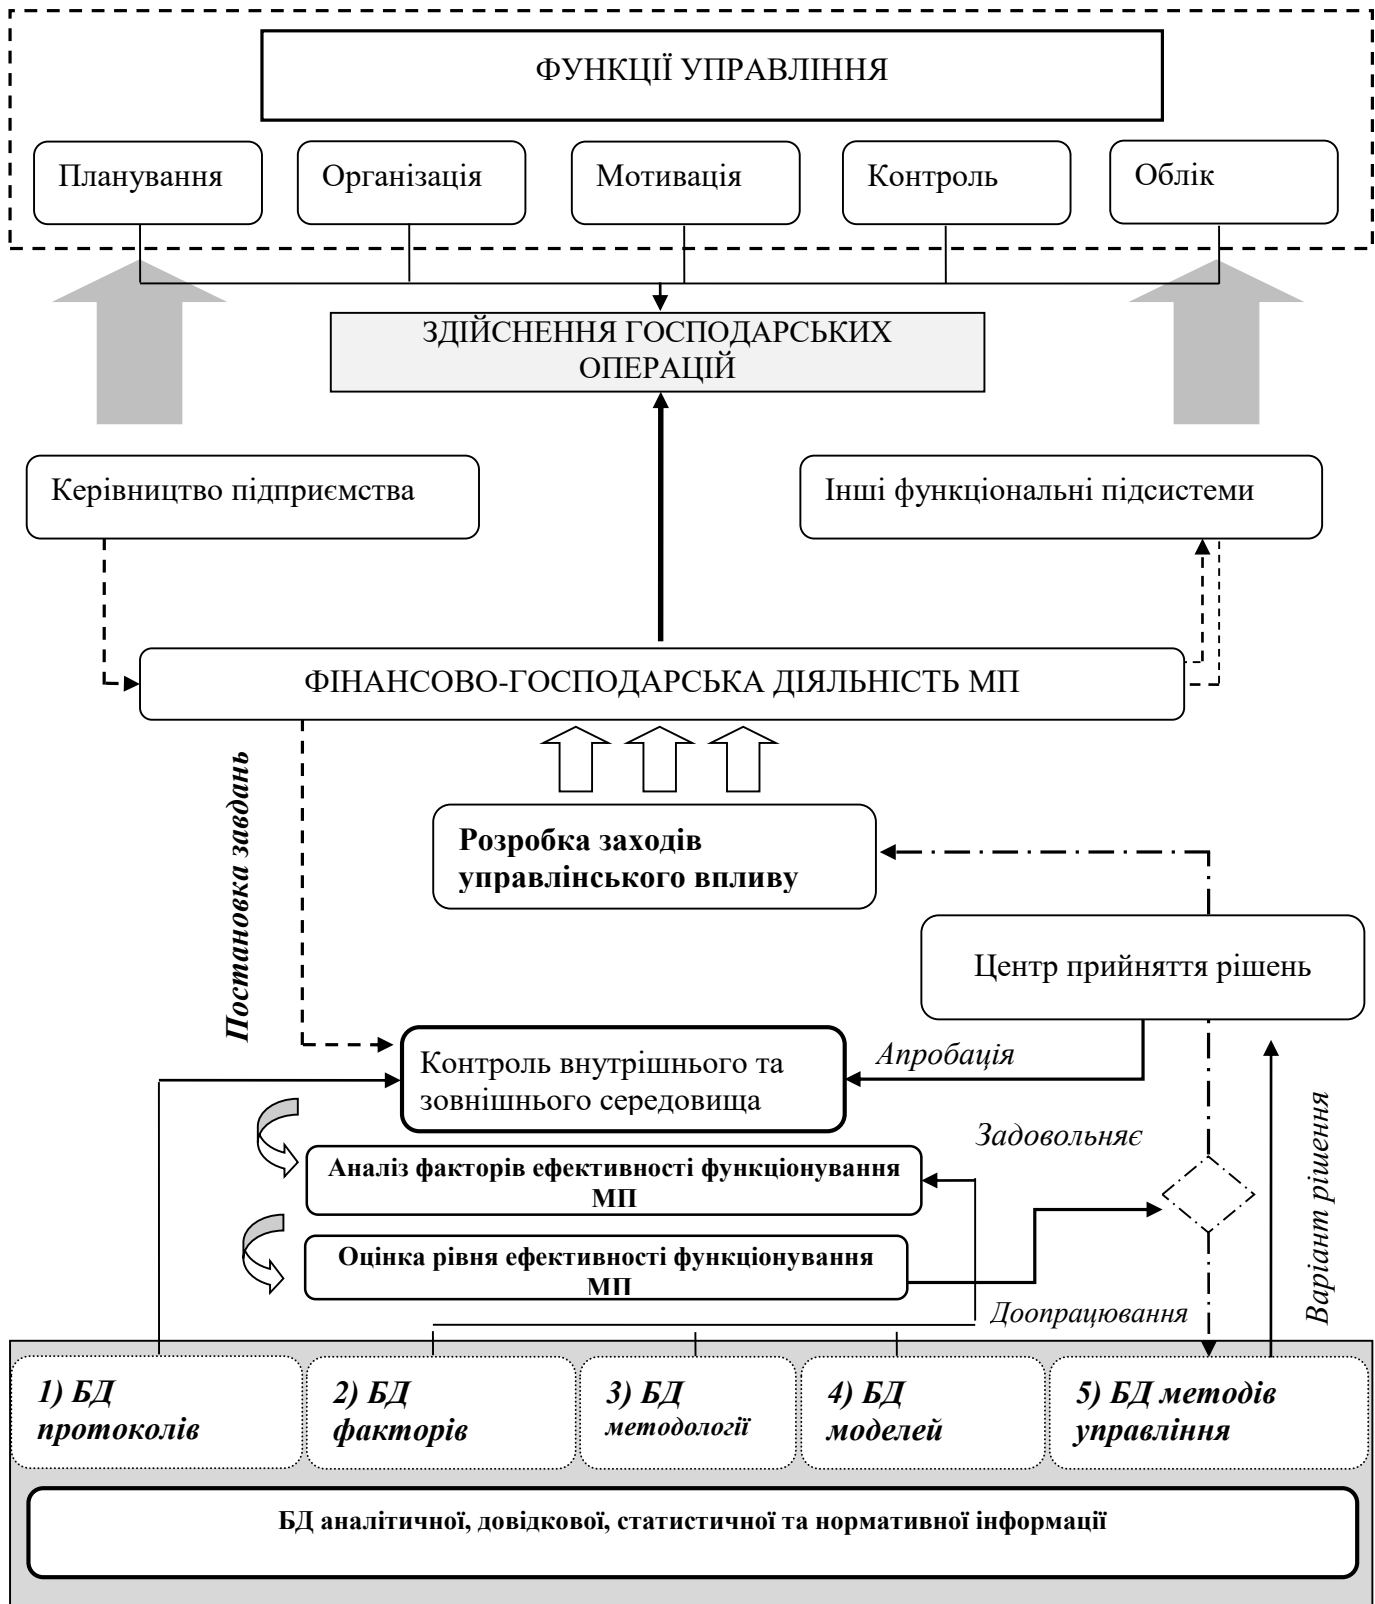 ФУНКЦІЇ УПРАВЛІННЯ
Планування
Організація
Мотивація
Контроль
Облік
ЗДІЙСНЕННЯ ГОСПОДАРСЬКИХ
ОПЕРАЦІЙ
Керівництво підприємства
Інші функціональні підсистеми
ФІНАНСОВО-ГОСПОДАРСЬКА ДІЯЛЬНІСТЬ МП
Постановка завдань
Розробка заходів
управлінського впливу
Центр прийняття рішень
Контроль внутрішнього та
зовнішнього середовища
Апробація
Задовольняє
Варіант рішення
Аналіз факторів ефективності функціонування
МП
Оцінка рівня ефективності функціонування
МП
Доопрацювання
1) БД
протоколів
2) БД
факторів
3) БД
методології
4) БД
моделей
5) БД методів
управління
БД аналітичної, довідкової, статистичної та нормативної інформації